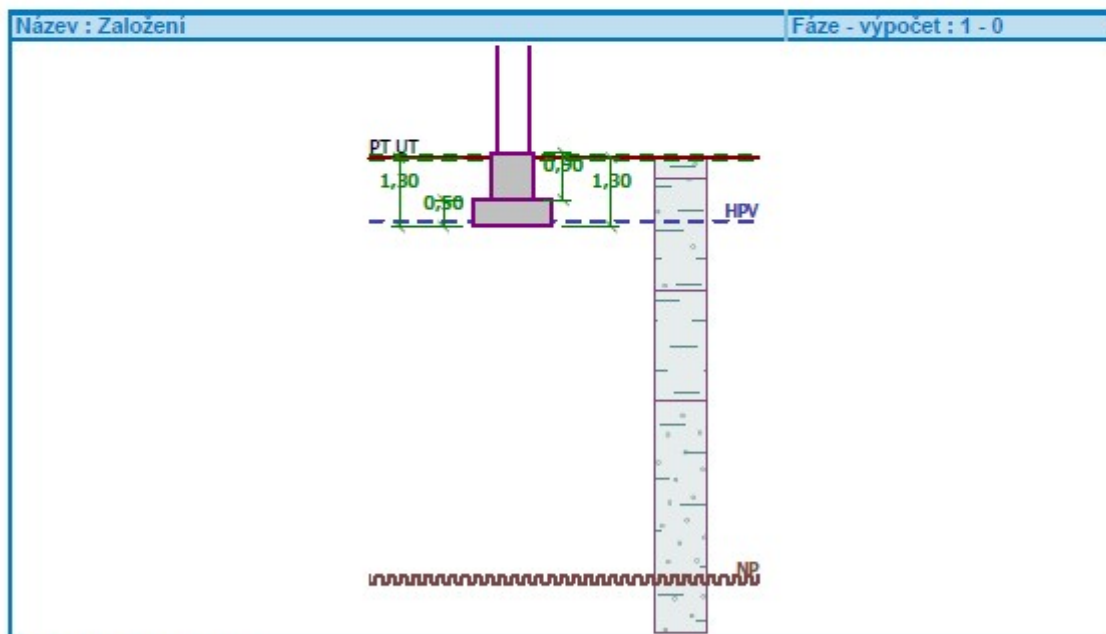 Název : Založení
Fáze - výpočet : 1 - 0
PT UT
0,90
1,30
1,30
0,50
HPV
NP